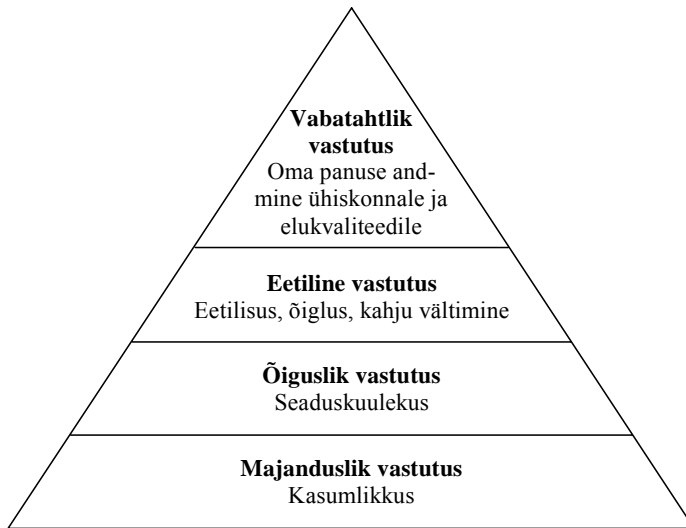 Vabatahtlik
vastutus
Oma panuse and-
mine ühiskonnale ja
elukvaliteedile
Eetiline vastutus
Eetilisus, õiglus, kahju vältimine
Õiguslik vastutus
Seaduskuulekus
Majanduslik vastutus
Kasumlikkus